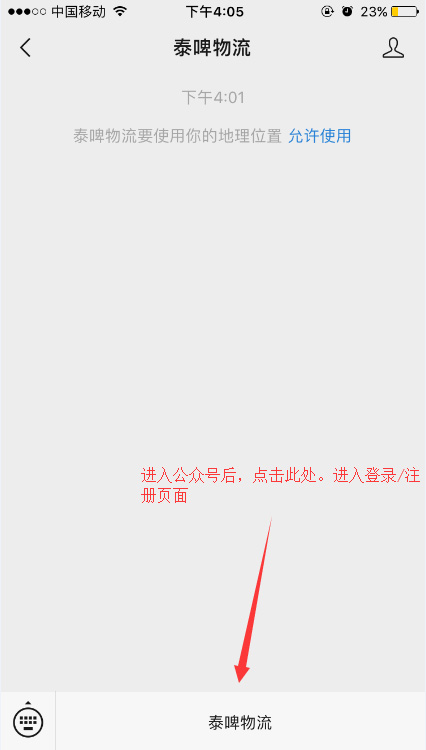 中国移动 下午4:05 23%
泰啤物流
下午4:01
泰啤物流要使用你的地理位置 允许使用
进入公众号后，点击此处。进入登录/注
册页面
泰啤物流